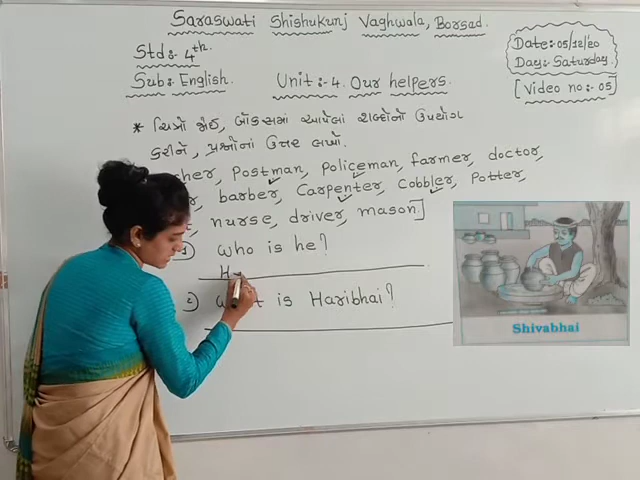 Saraswati Shishukunj Vaghwala, Borsad.
Std:- 4th.
Sub:- English.
Unit:- 4. Our helpers.
Date: 05/12/20
Day: Saturday.
[Video no:- 05]
* ચિત્રો જોઈ, બૉક્સમાં આપેલાં શબ્દોનો ઉપયોગ
કરીને, પ્રશ્નોનાં ઉત્તર લખો.
postman, policeman, farmer, doctor,
barber, Carpenter, Cobbler, Potter,
nurse, driver, mason]
Who is he?
He
2) is Haribhai?
Shivabhai